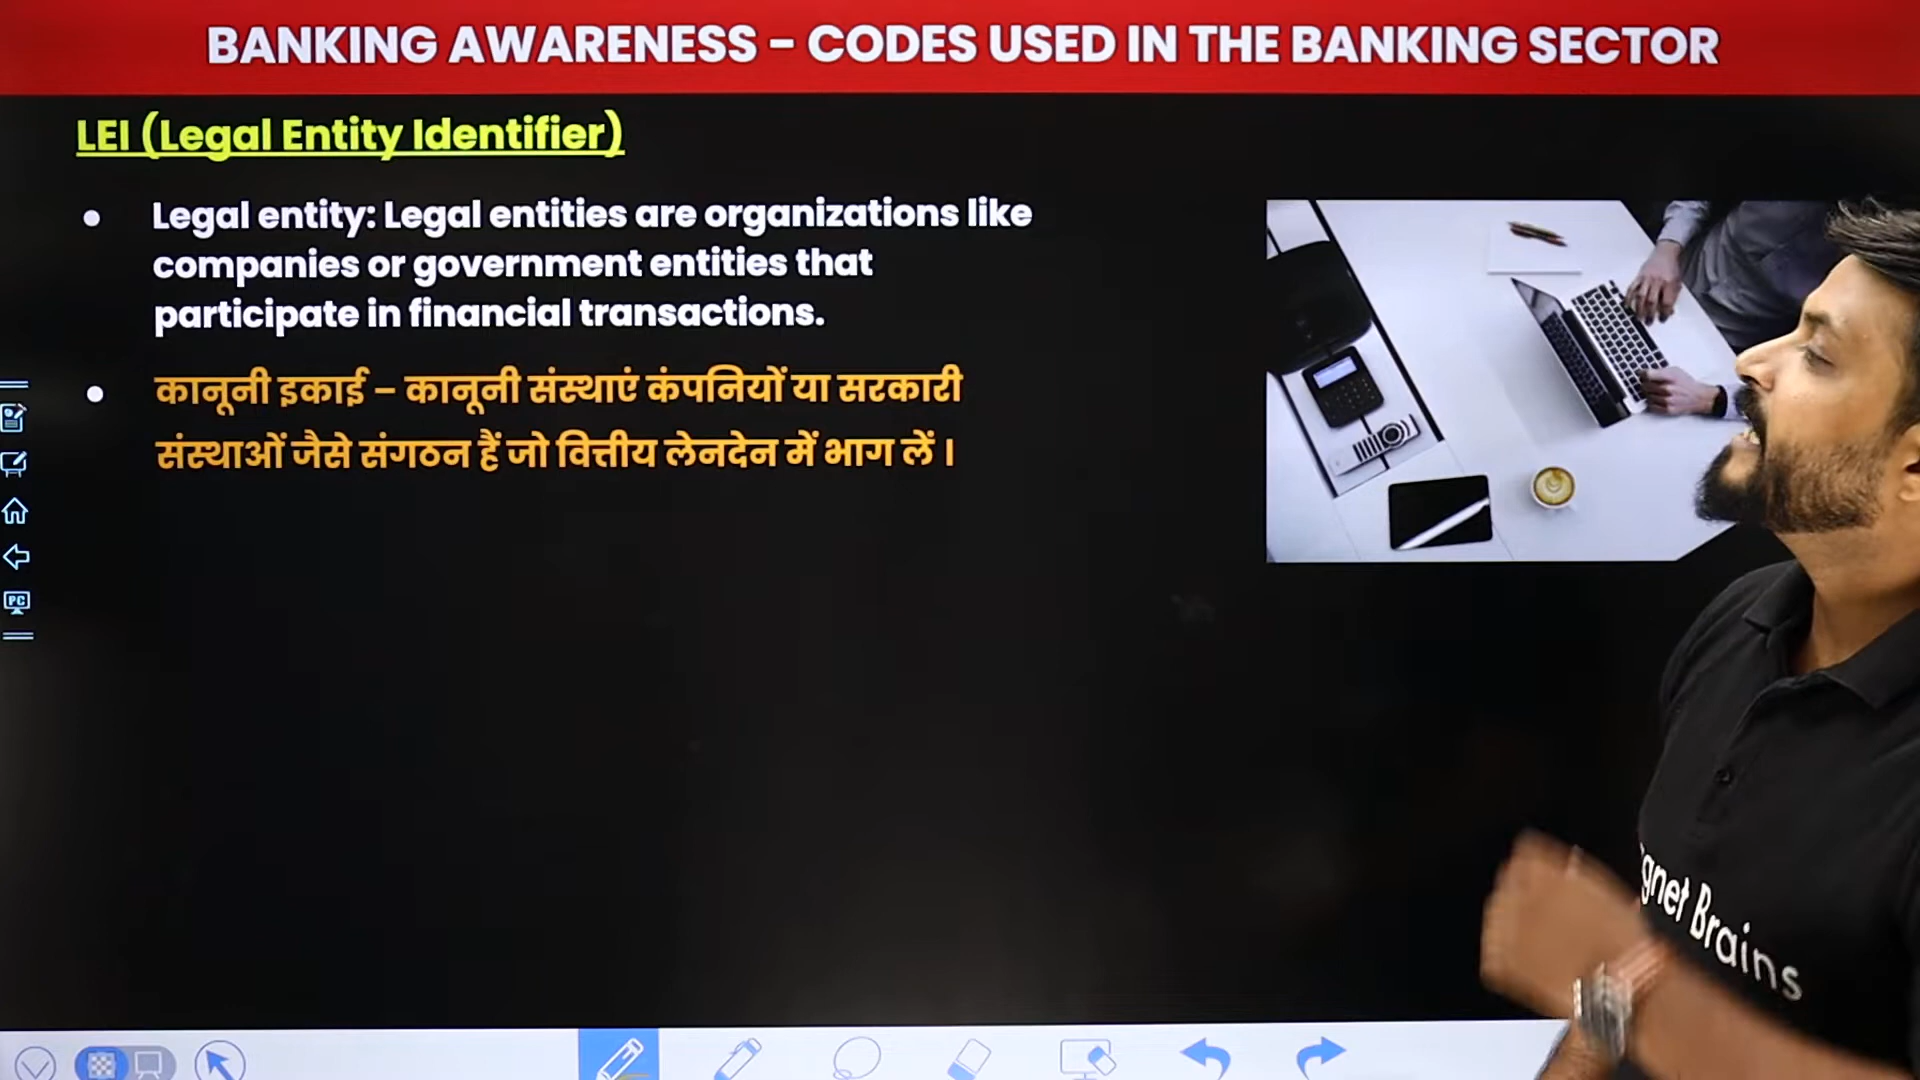 BANKING AWARENESS - CODES USED IN THE BANKING SECTOR
LEI (Legal Entity Identifier)
● Legal entity: Legal entities are organizations like
companies or government entities that
participate in financial transactions.
● कानूनी इकाई – कानूनी संस्थाएं कंपनियों या सरकारी
संस्थाओं जैसे संगठन हैं जो वित्तीय लेनदेन में भाग लें ।
PC
gnet Brains